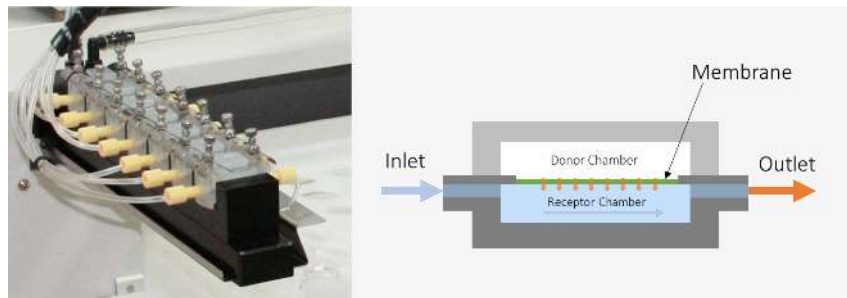 Membrane
Donor Chamber
Inlet
Outlet
Receptor Chamber